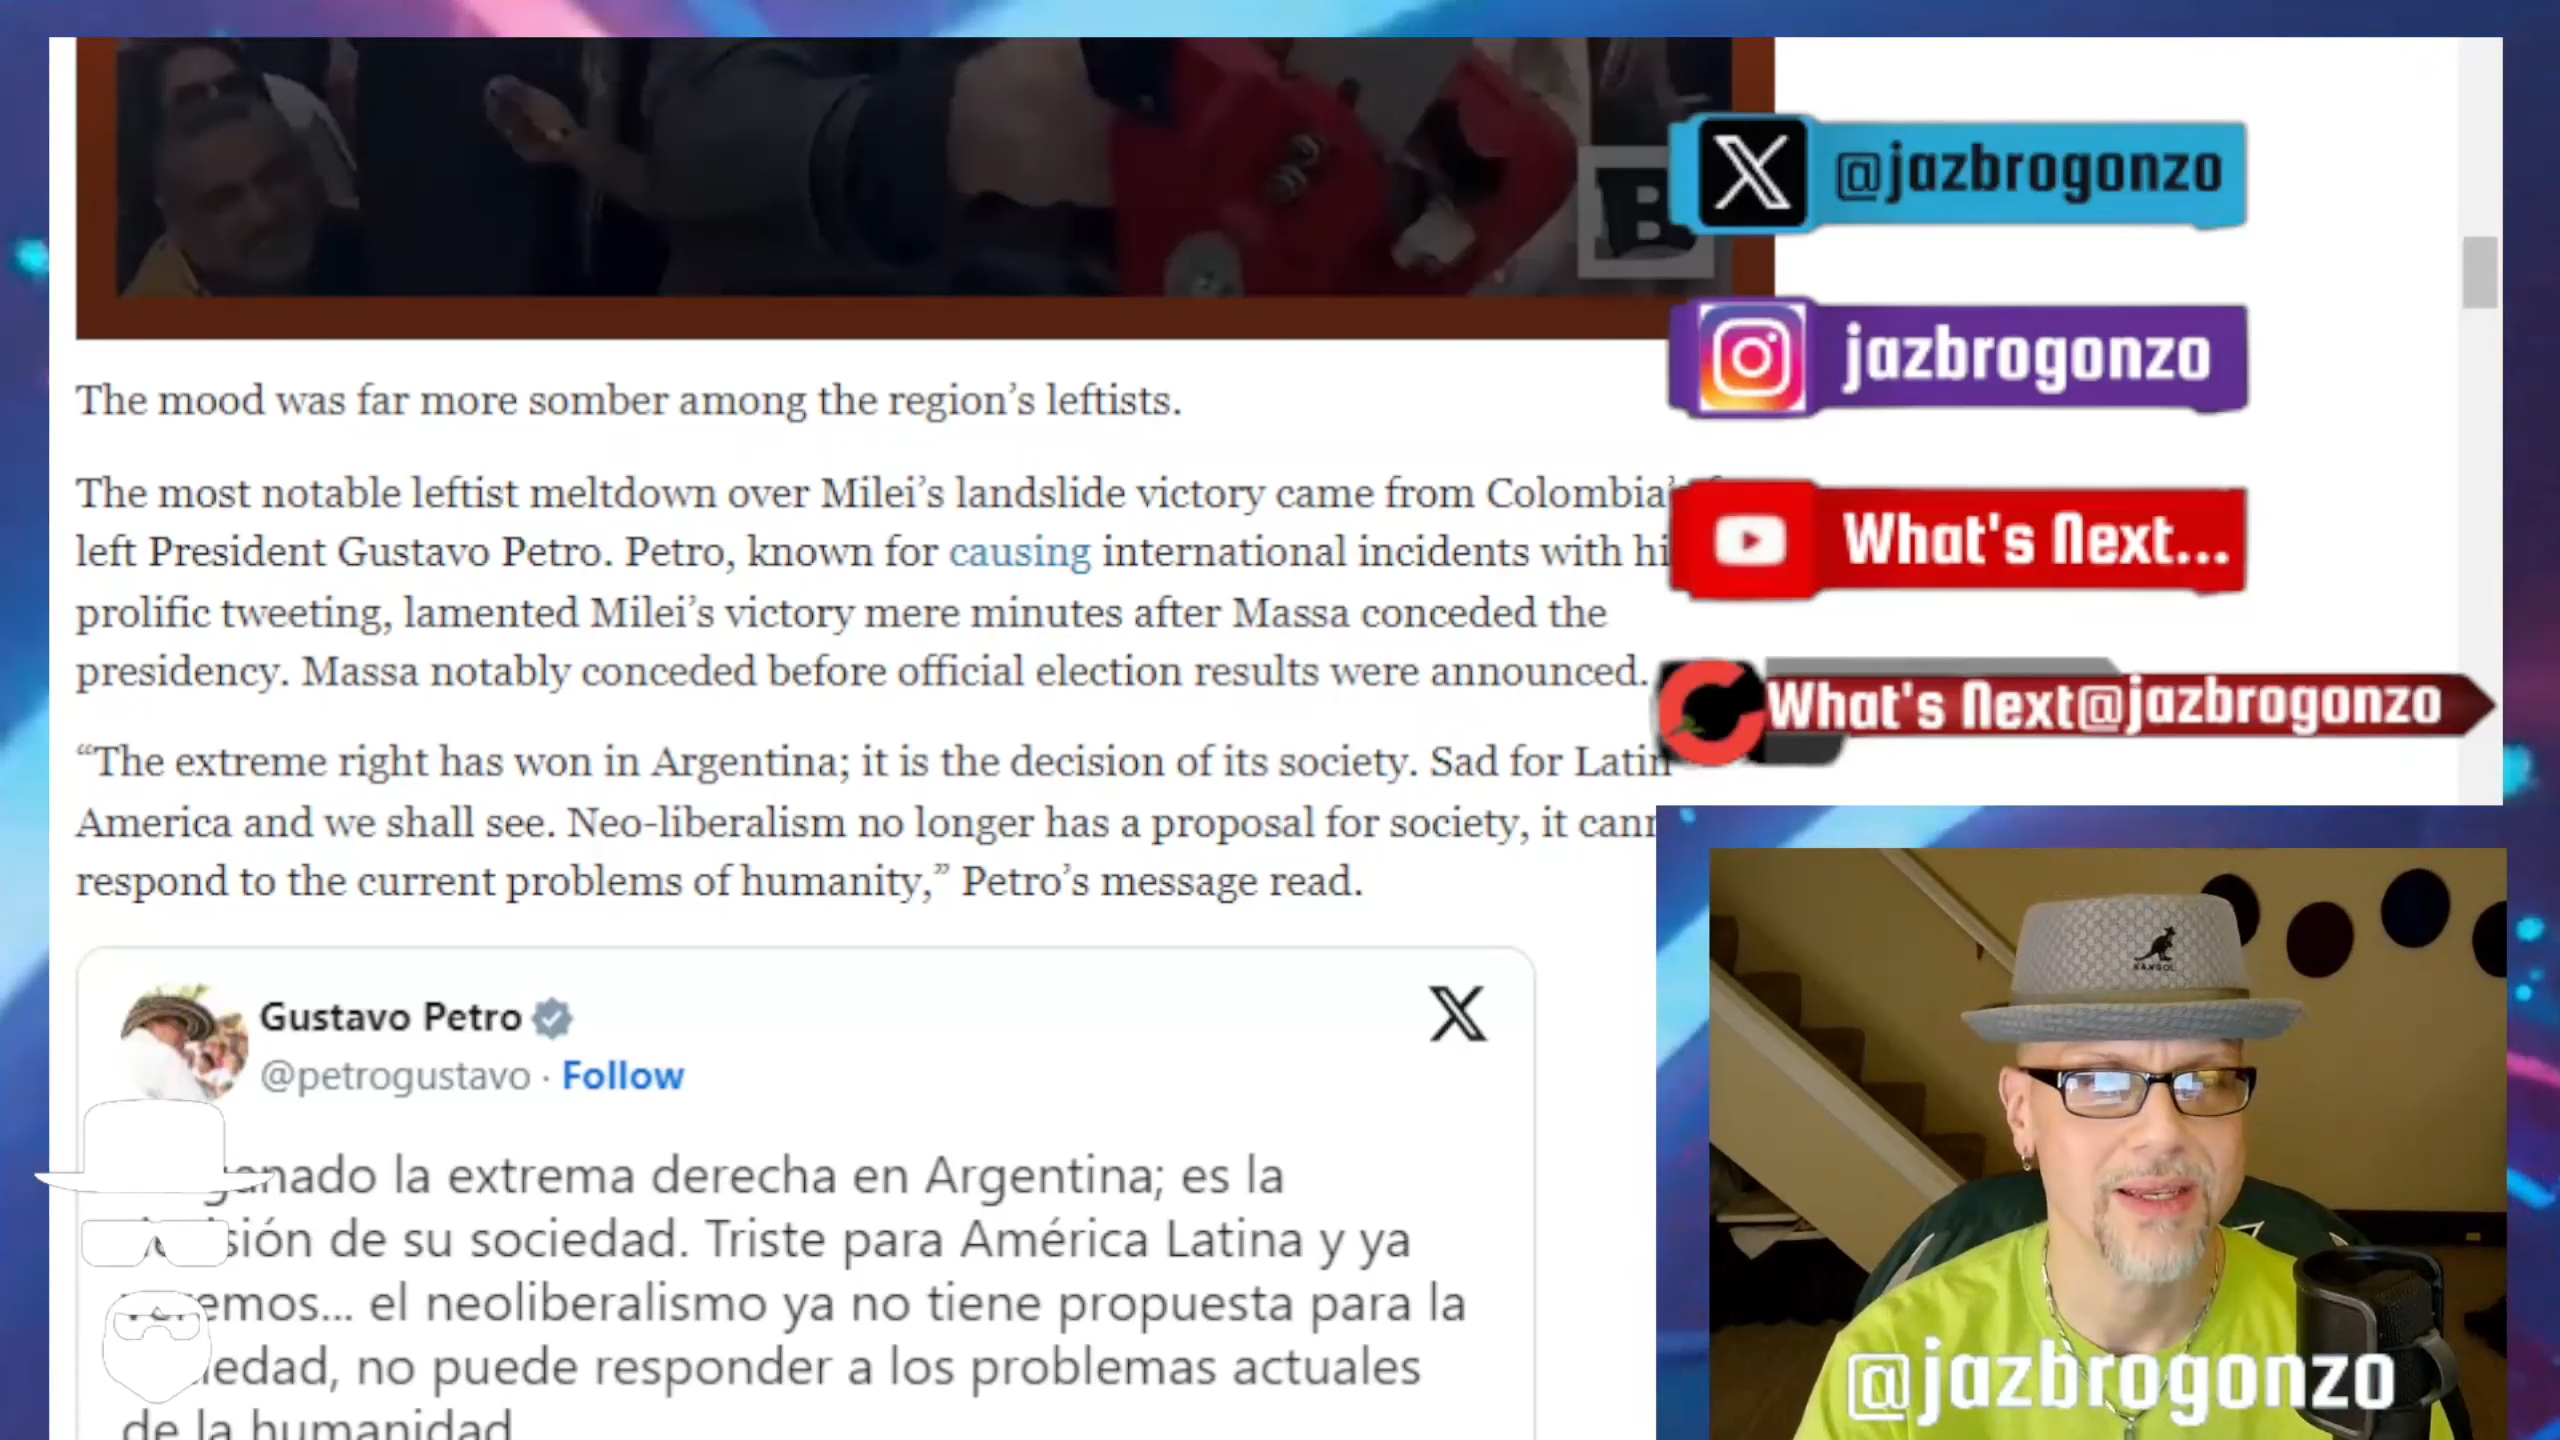 B
The mood was far more somber among the region’s leftists.
The most notable leftist meltdown over Milei’s landslide victory came from Colombia’
left President Gustavo Petro. Petro, known for causing international incidents with
prolific tweeting, lamented Milei’s victory mere minutes after Massa conceded the
presidency. Massa notably conceded before official election results were announced.
“The extreme right has won in Argentina; it is the decision of its society. Sad for Latin
America and we shall see. Neo-liberalism no longer has a proposal for society, it
respond to the current problems of humanity,” Petro’s message read.
Gustavo Petro
@petrogustavo · Follow
la extrema derecha en Argentina; es la
de su sociedad. Triste para América Latina y ya
el neoliberalismo ya no tiene propuesta para la
no puede responder a los problemas actuales
de la humanidad
X @jazbrogonzo
jazbrogonzo
What's Next...
What's Next@jazbrogonzo
KANGOL
@jazbrogonzo